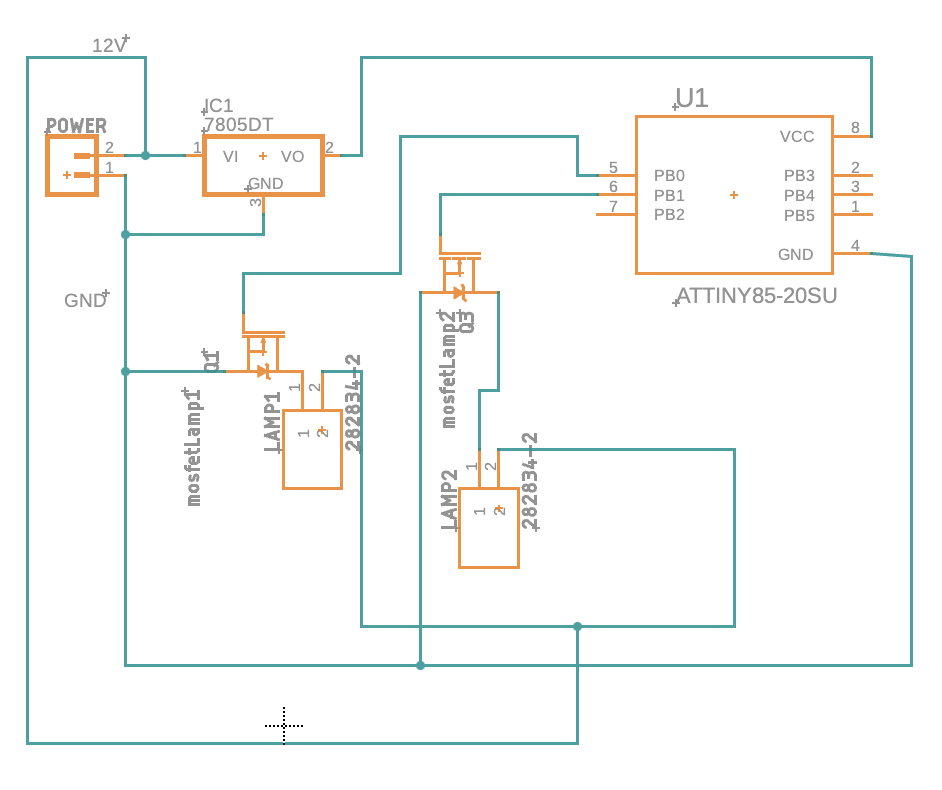 12V
POWER
2
1
IC1
7805DT
1
VI
VO
2
GND
3
U1
VCC
8
5
PB0
PB3
2
6
PB1
PB4
3
7
PB2
PB5
1
GND
4
ATTINY85-20SU
GND
Q1
mosfetLamp1
LAMP1
1
2
1
2
282834-2
Q3
mosfetLamp2
LAMP2
1
2
1
2
282834-2